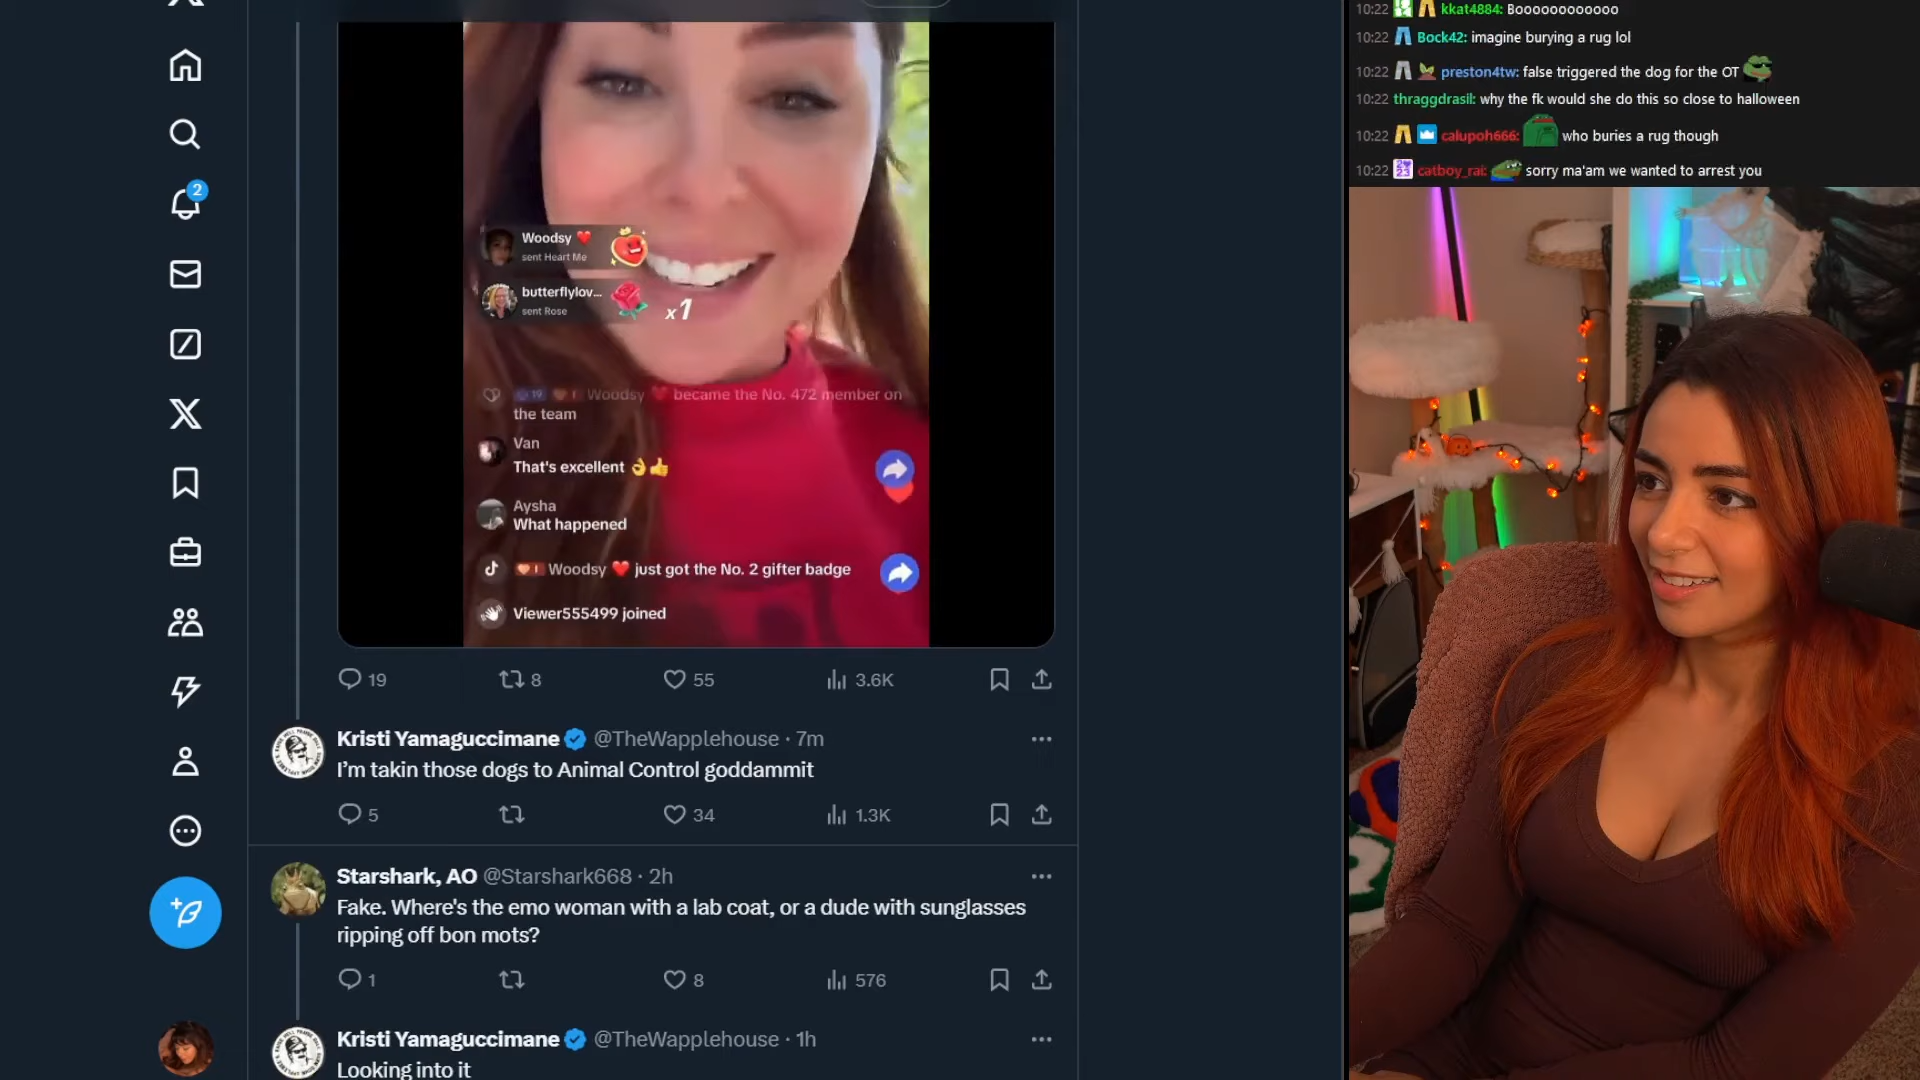 2
Woodsy ❤️
sent Heart Me
butterflylov...
sent Rose
x1
19 1 Woodsy ❤️ became the No. 472 member on
the team
Van
That's excellent 👌👍
Aysha
What happened
1 Woodsy ❤️ just got the No. 2 gifter badge
Viewer555499 joined
19 8 55 3.6K
Kristi Yamaguccimane @TheWapplehouse · 7m
I'm takin those dogs to Animal Control goddammit
5 34 1.3K
Starshark, AO @Starshark668 · 2h
Fake. Where's the emo woman with a lab coat, or a dude with sunglasses
ripping off bon mots?
1 8 576
Kristi Yamaguccimane @TheWapplehouse · 1h
Looking into it
10:22 kkat4884: Booooooooooo
10:22 Bock42: imagine burying a rug lol
10:22 preston4tw: false triggered the dog for the OT
10:22 thraggdrasil: why the fk would she do this so close to halloween
10:22 calupoh666: who buries a rug though
10:22 catboy_rai: sorry ma'am we wanted to arrest you